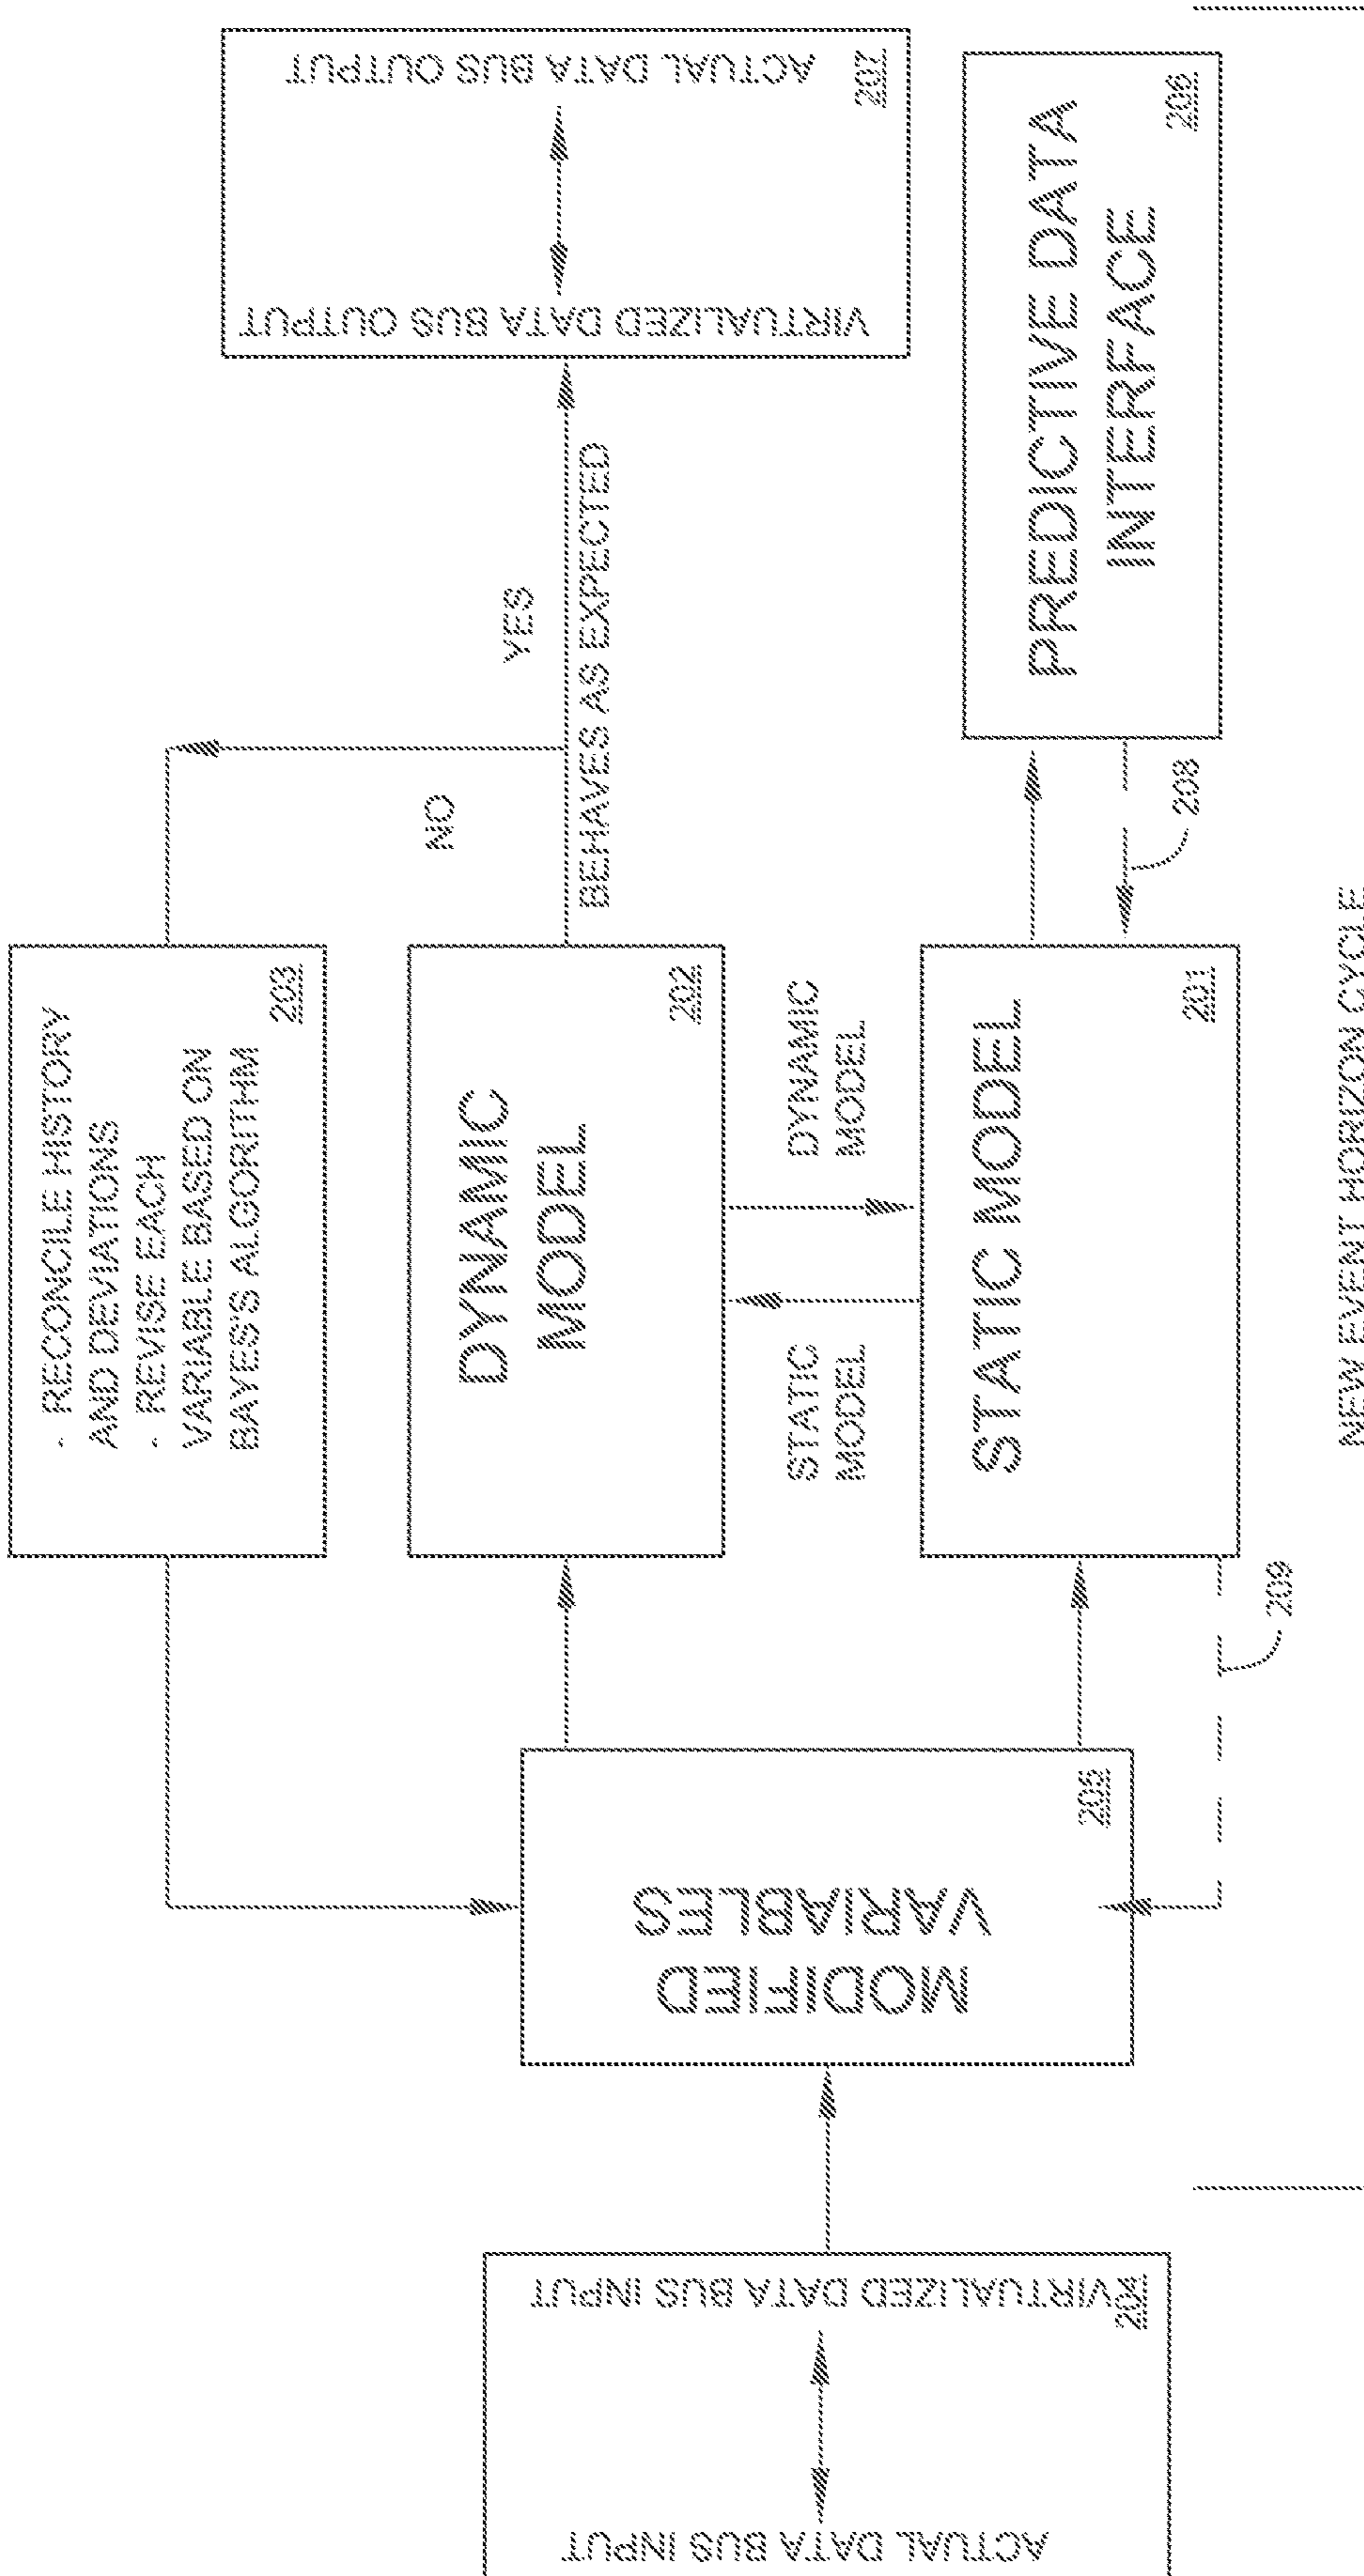 - RECONCILE HISTORY
AND DEVIATIONS
- REVISE EACH
VARIABLE BASED ON
BAYES'S ALGORITHM
203
NO
YES
BEHAVES AS EXPECTED
VIRTUALIZED DATA BUS OUTPUT
ACTUAL DATA BUS OUTPUT
207
DYNAMIC
MODEL
202
STATIC
MODEL
DYNAMIC
MODEL
ACTUAL DATA BUS INPUT
VIRTUALIZED DATA BUS INPUT
204
MODIFIED
VARIABLES
205
STATIC MODEL
201
PREDICTIVE DATA
INTERFACE
206
208
209
NEW EVENT HORIZON CYCLE